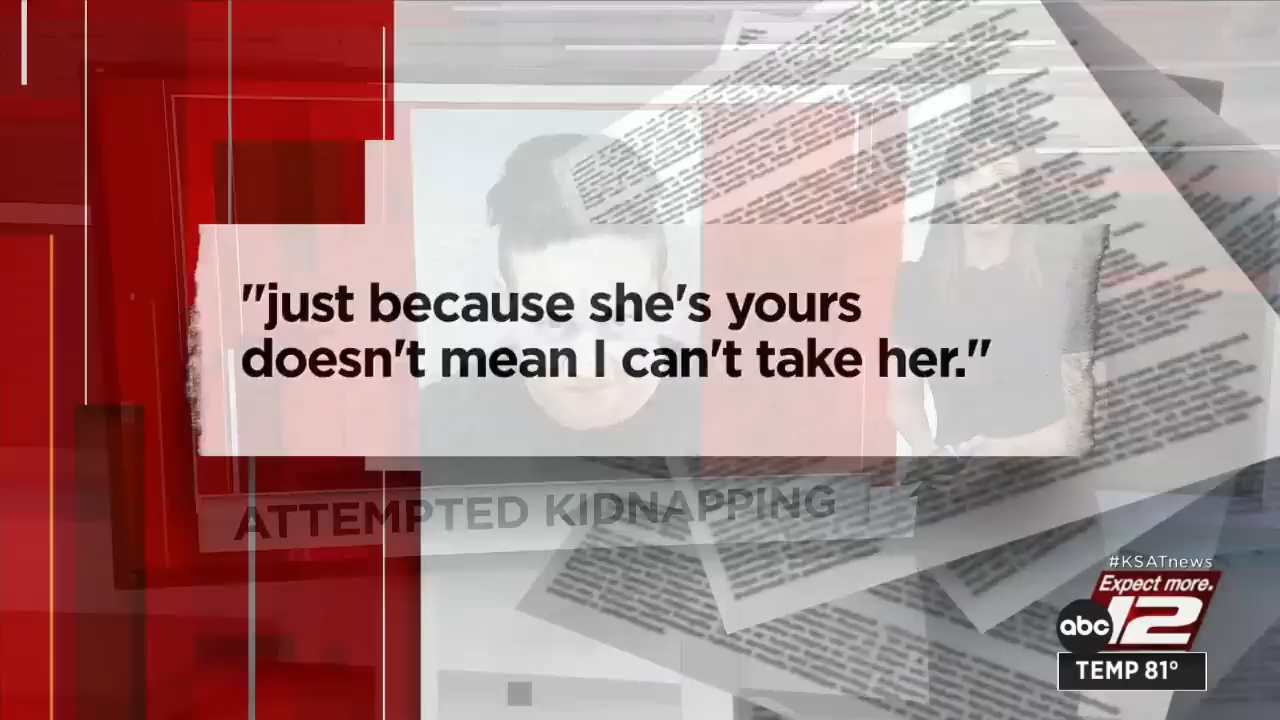 "just because she's yours
doesn't mean I can't take her."
ATTEMPTED KIDNAPPING
#KSATnews
Expect more.
abc 12
TEMP 81°